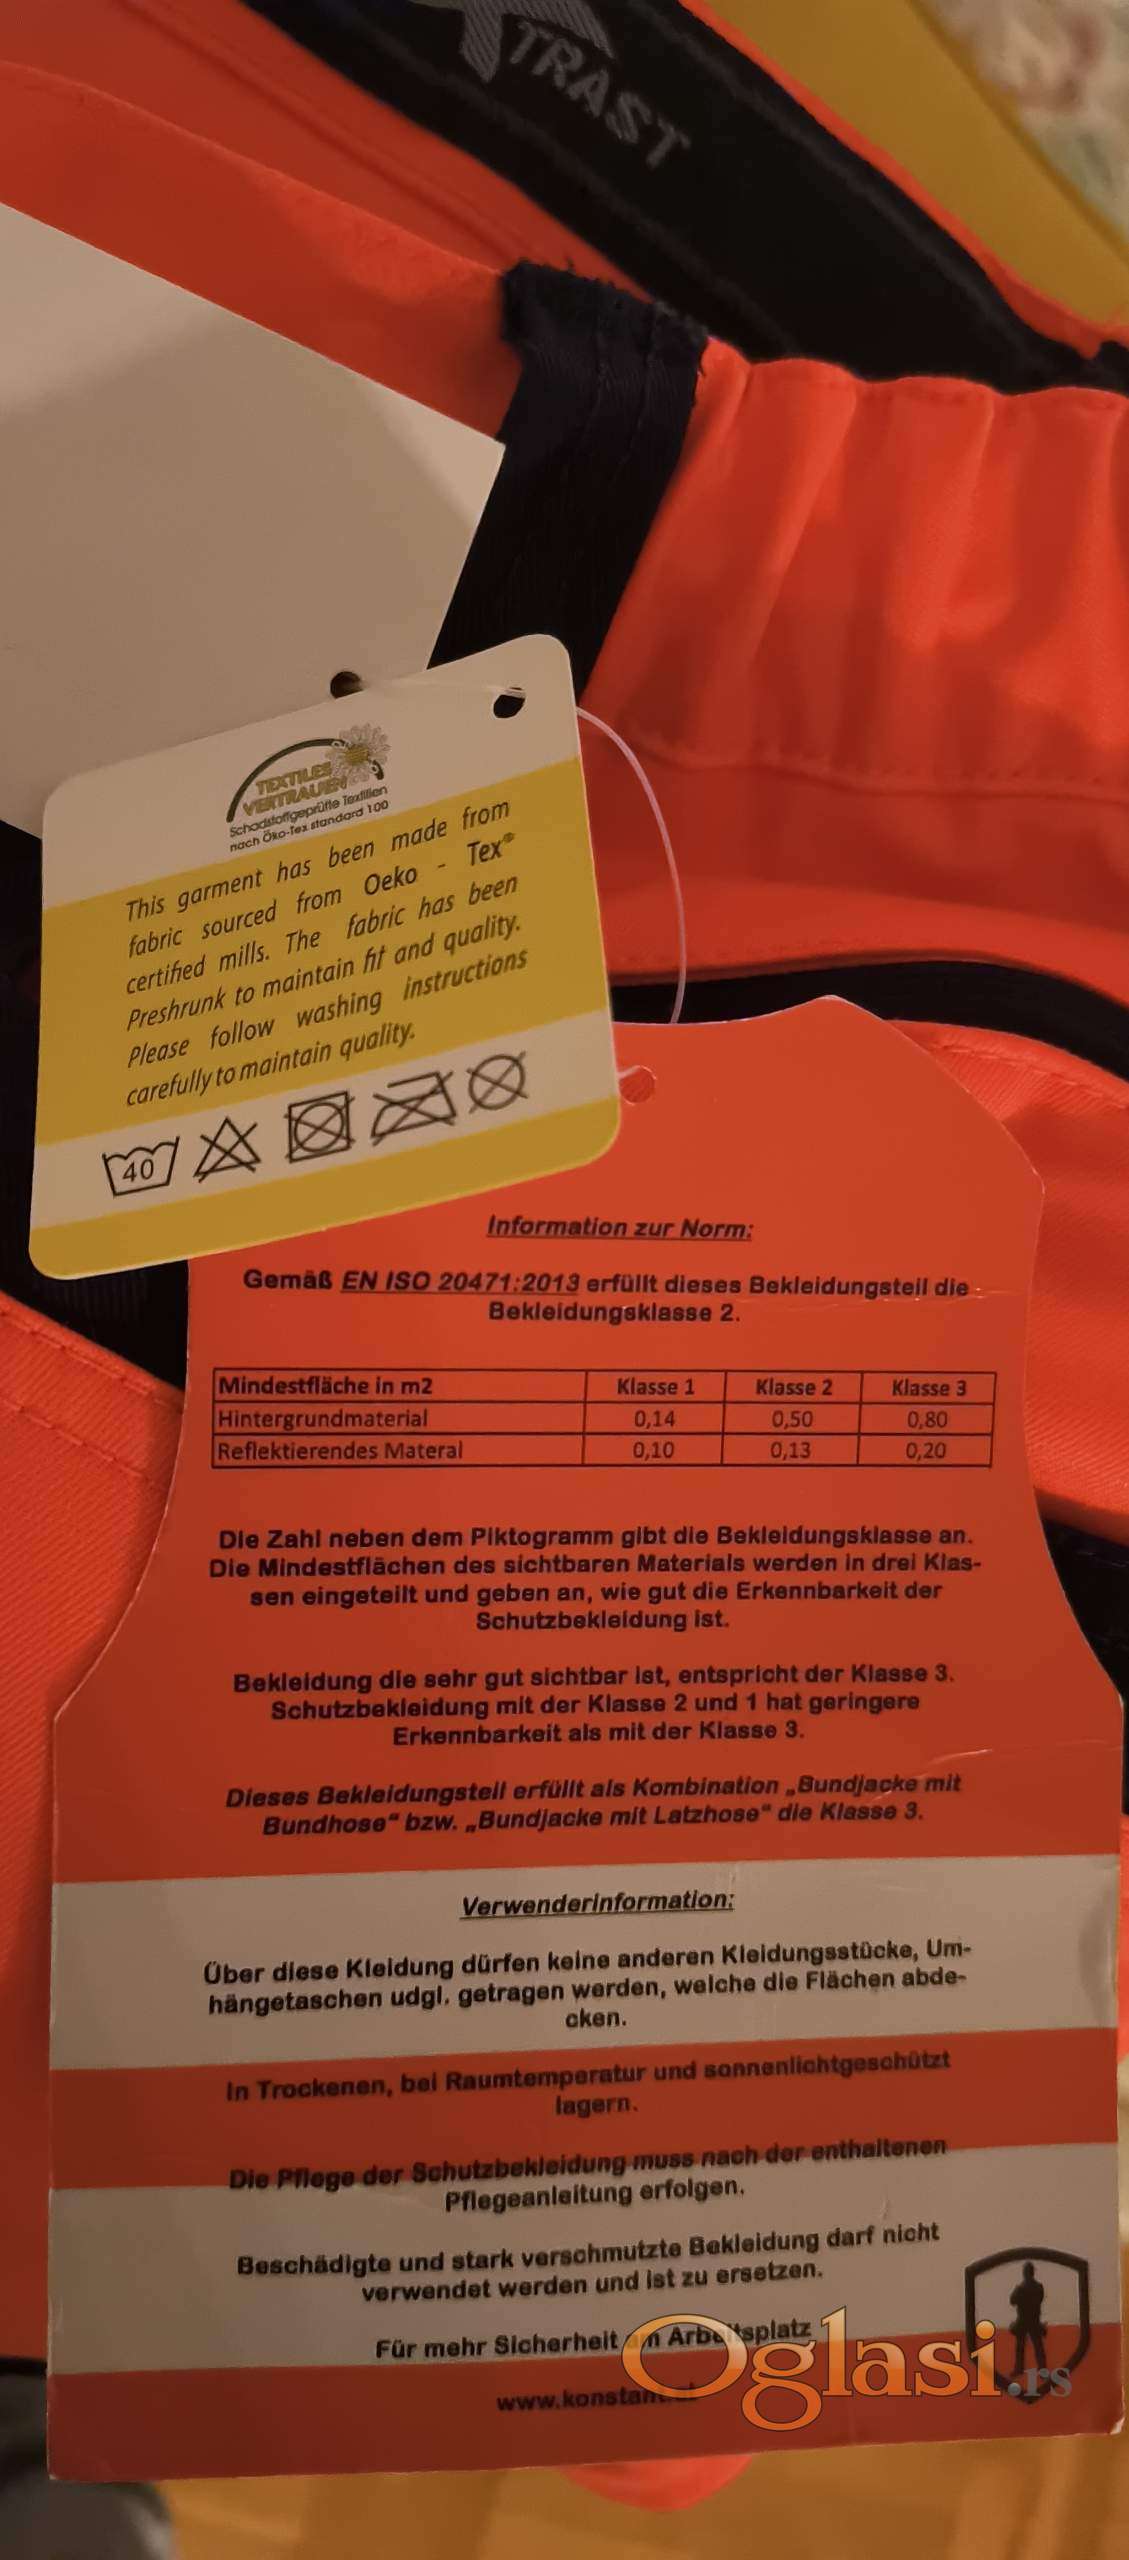 TRAST
TEXTILES
VERTRAUEN
Schadstoffgeprüfte Textilien
nach Öko-Tex standard 100
This garment has been made from
fabric sourced from Oeko - Tex®
certified mills. The fabric has been
Preshrunk to maintain fit and quality.
Please follow washing instructions
carefully to maintain quality.
40
Information zur Norm:
Gemäß EN ISO 20471:2013 erfüllt dieses Bekleidungsteil die
Bekleidungsklasse 2.
Mindestfläche in m2 Klasse 1 Klasse 2 Klasse 3
Hintergrundmaterial 0,14 0,50 0,80
Reflektierendes Materal 0,10 0,13 0,20
Die Zahl neben dem Piktogramm gibt die Bekleidungsklasse an.
Die Mindestflächen des sichtbaren Materials werden in drei Klas-
sen eingeteilt und geben an, wie gut die Erkennbarkeit der
Schutzbekleidung ist.
Bekleidung die sehr gut sichtbar ist, entspricht der Klasse 3.
Schutzbekleidung mit der Klasse 2 und 1 hat geringere
Erkennbarkeit als mit der Klasse 3.
Dieses Bekleidungsteil erfüllt als Kombination „Bundjacke mit
Bundhose“ bzw. „Bundjacke mit Latzhose“ die Klasse 3.
Verwenderinformation:
Über diese Kleidung dürfen keine anderen Kleidungsstücke, Um-
hängetaschen udgl. getragen werden, welche die Flächen abde-
cken.
In Trockenen, bei Raumtemperatur und sonnenlichtgeschützt
lagern.
Die Pflege der Schutzbekleidung muss nach der enthaltenen
Pflegeanleitung erfolgen.
Beschädigte und stark verschmutzte Bekleidung darf nicht
verwendet werden und ist zu ersetzen.
Für mehr Sicherheit am Arbeitsplatz
Oglasi.rs